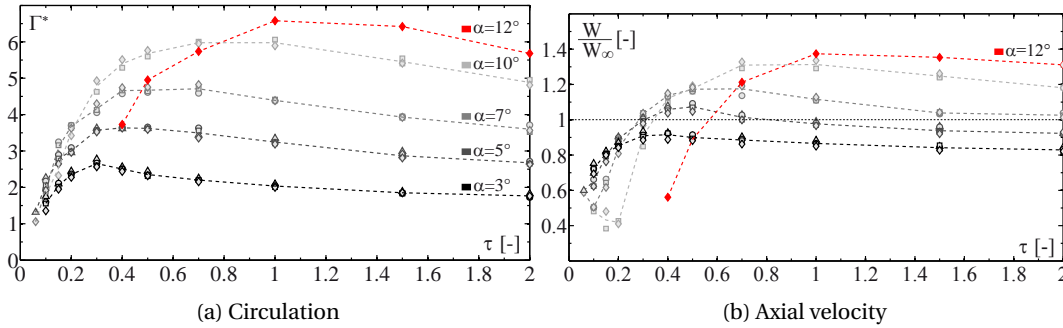 Γ*
α=12°
α=10°
α=7°
α=5°
α=3°
τ [-]
0 1 2 3 4 5 6
0 0.2 0.4 0.6 0.8 1 1.2 1.4 1.6 1.8 2
(a) Circulation
W
W∞ [-]
α=12°
τ [-]
0.4 0.6 0.8 1 1.2 1.4 1.6
0 0.2 0.4 0.6 0.8 1 1.2 1.4 1.6 1.8 2
(b) Axial velocity